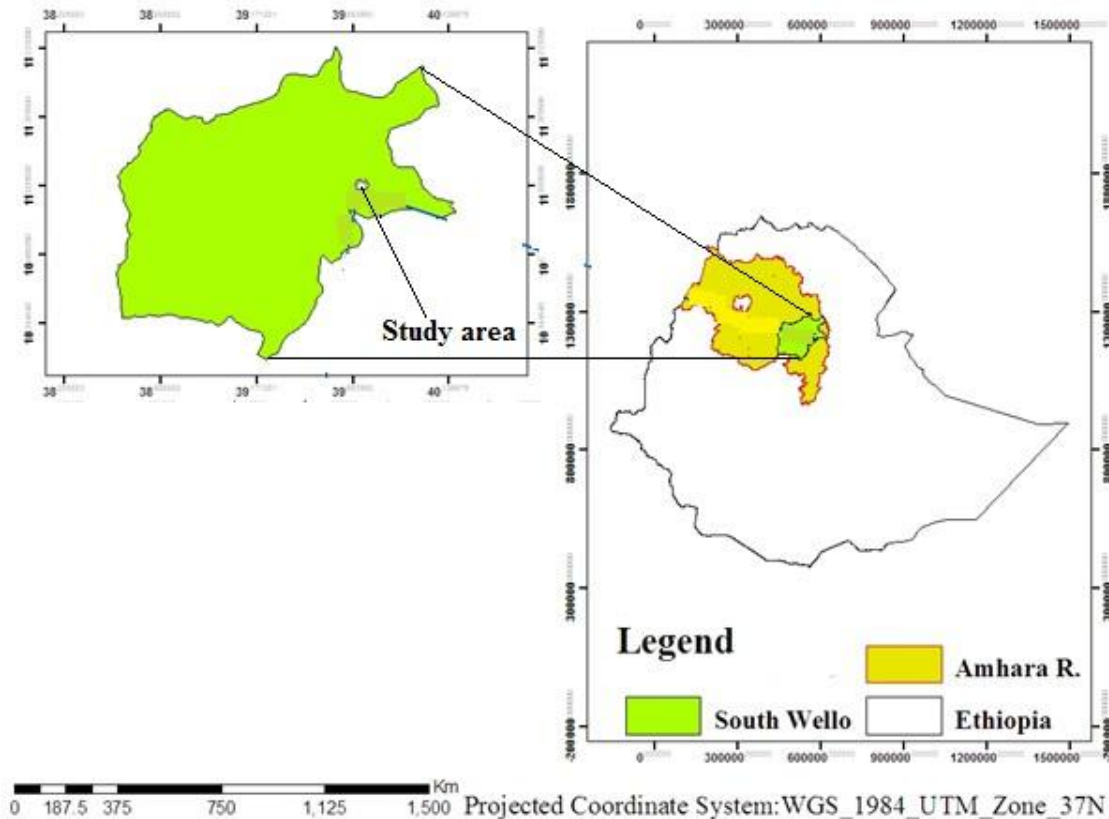 38 38 39 39 40
11
11
11
10
10
Study area
38 38 39 39 40
0 300000 600000 900000 1200000 1500000
1800000
1300000
800000
300000
-200000
Legend
Amhara R.
South Wello
Ethiopia
0 300000 600000 900000 1200000 1500000
Km
0 187.5 375 750 1,125 1,500
Projected Coordinate System:WGS_1984_UTM_Zone_37N